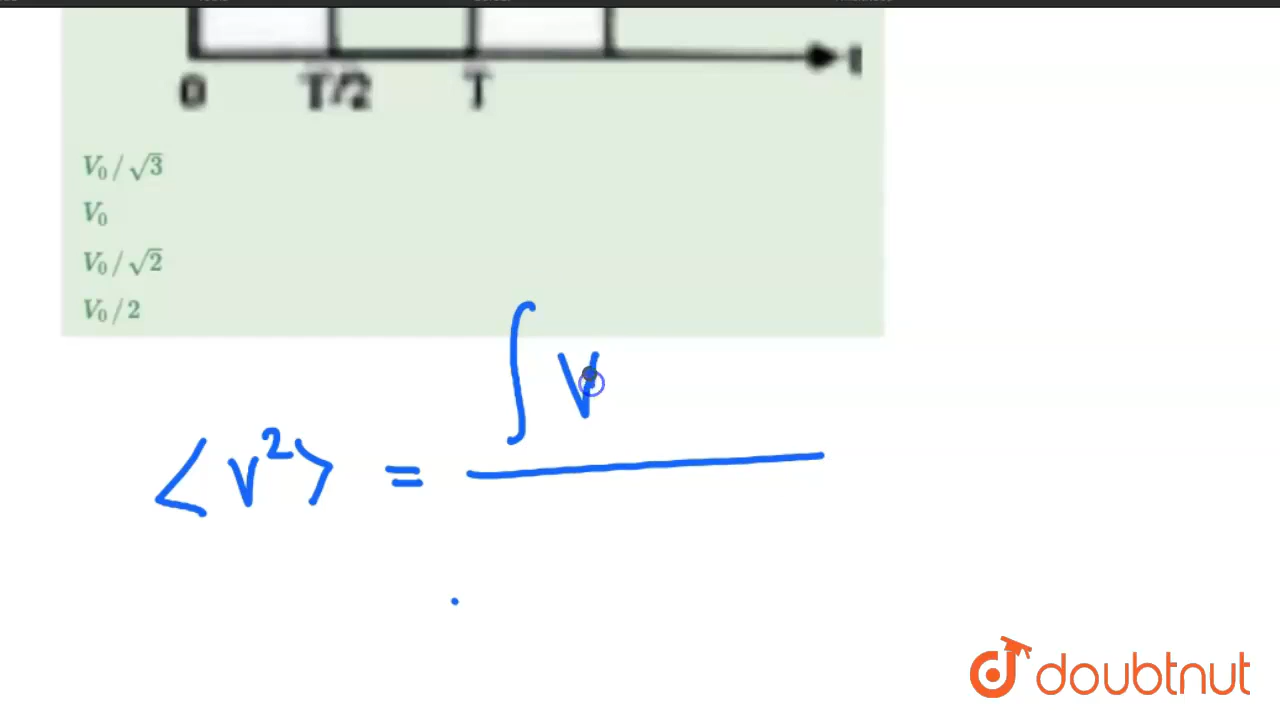 0 T/2 T t
V₀/√3
V₀
V₀/√2
V₀/2
∫ V
<v²> =
doubtnut